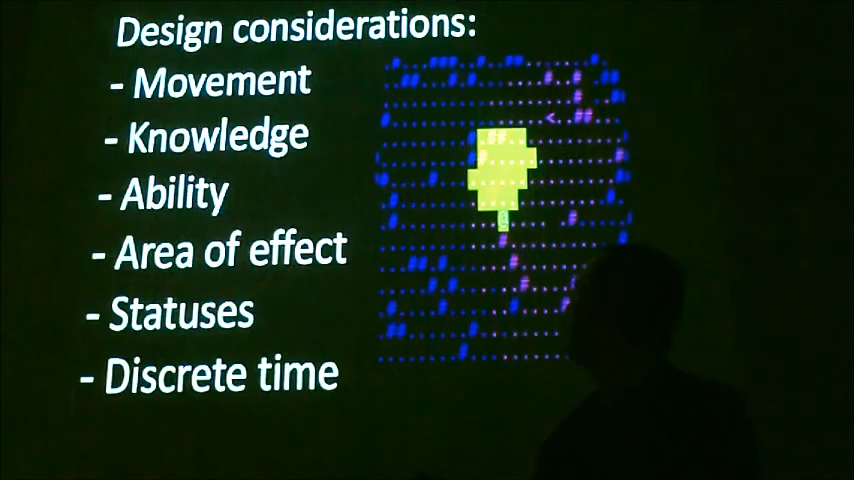 Design considerations:
- Movement
- Knowledge
- Ability
- Area of effect
- Statuses
- Discrete time